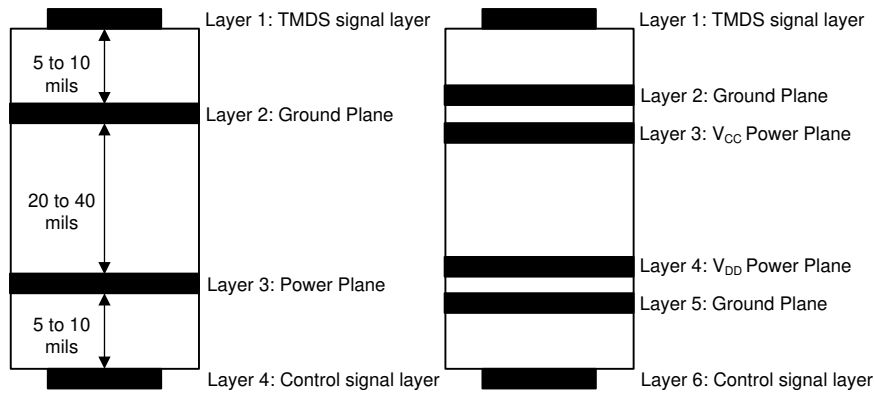 Layer 1: TMDS signal layer
5 to 10
mils
Layer 2: Ground Plane
20 to 40
mils
Layer 3: Power Plane
5 to 10
mils
Layer 4: Control signal layer
Layer 1: TMDS signal layer
Layer 2: Ground Plane
Layer 3: VCC Power Plane
Layer 4: VDD Power Plane
Layer 5: Ground Plane
Layer 6: Control signal layer